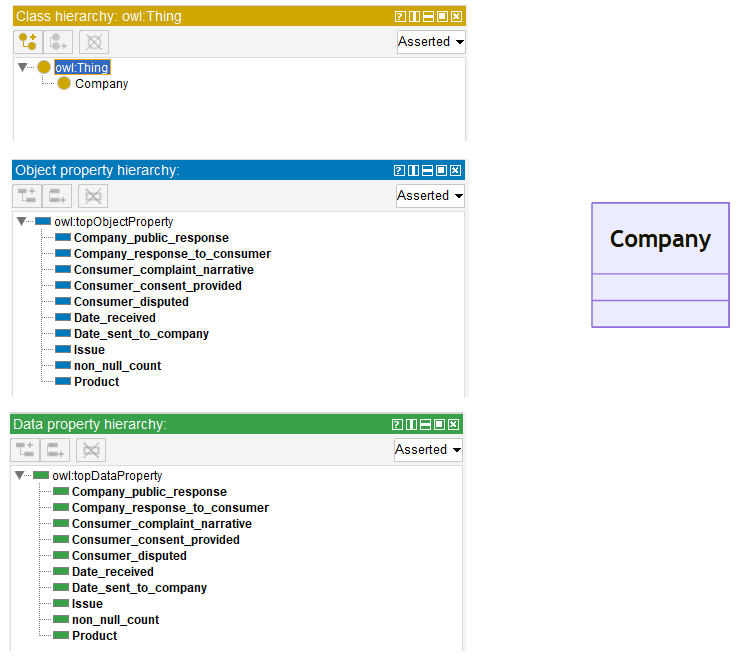 Class hierarchy: owl:Thing
Asserted
owl:Thing
Company
Object property hierarchy:
Asserted
owl:topObjectProperty
Company_public_response
Company_response_to_consumer
Consumer_complaint_narrative
Consumer_consent_provided
Consumer_disputed
Date_received
Date_sent_to_company
Issue
non_null_count
Product
Data property hierarchy:
Asserted
owl:topDataProperty
Company_public_response
Company_response_to_consumer
Consumer_complaint_narrative
Consumer_consent_provided
Consumer_disputed
Date_received
Date_sent_to_company
Issue
non_null_count
Product
Company